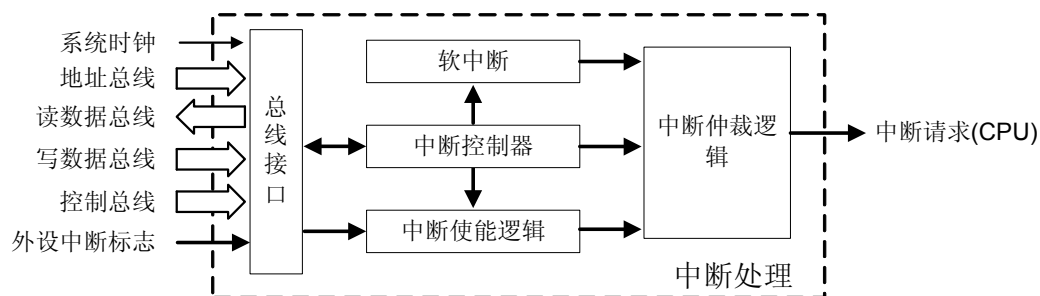 系统时钟
地址总线
读数据总线
写数据总线
控制总线
外设中断标志
总线接口
软中断
中断控制器
中断使能逻辑
中断仲裁逻
辑
中断请求(CPU)
中断处理